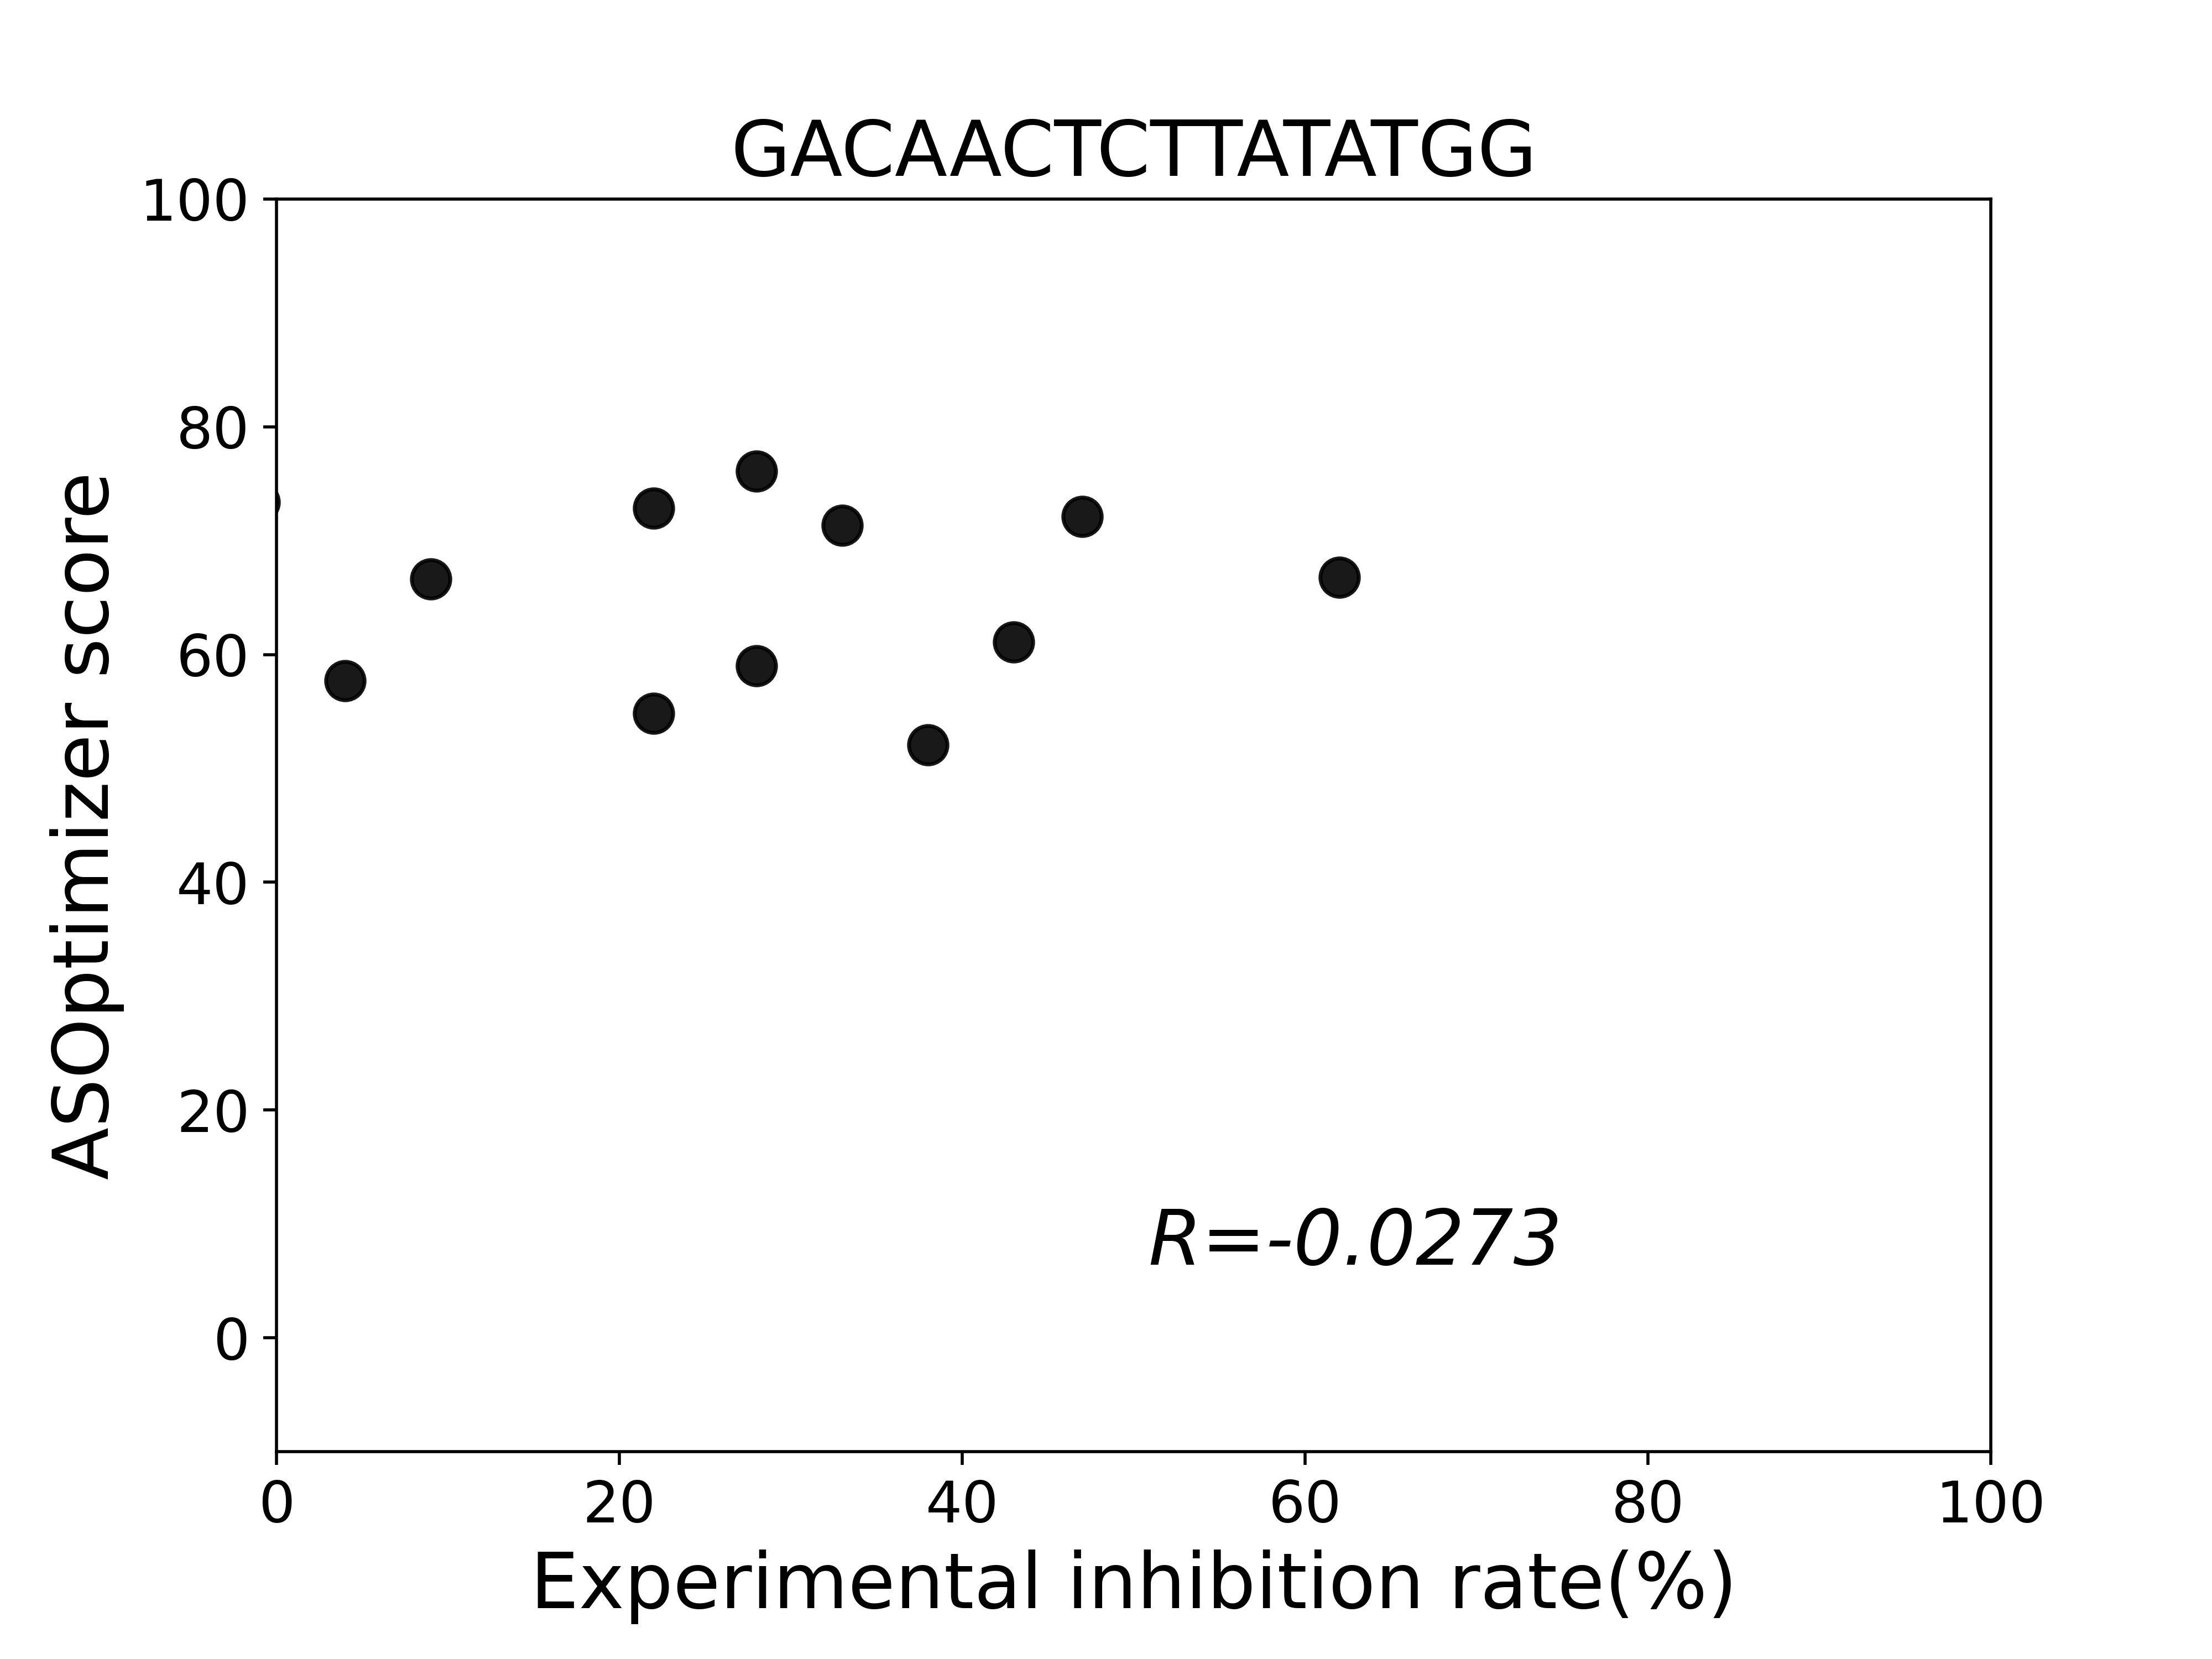 GACAACTCTTATATGG
100
80
60
40
20
0
ASOptimizer score
R=-0.0273
0 20 40 60 80 100
Experimental inhibition rate(%)